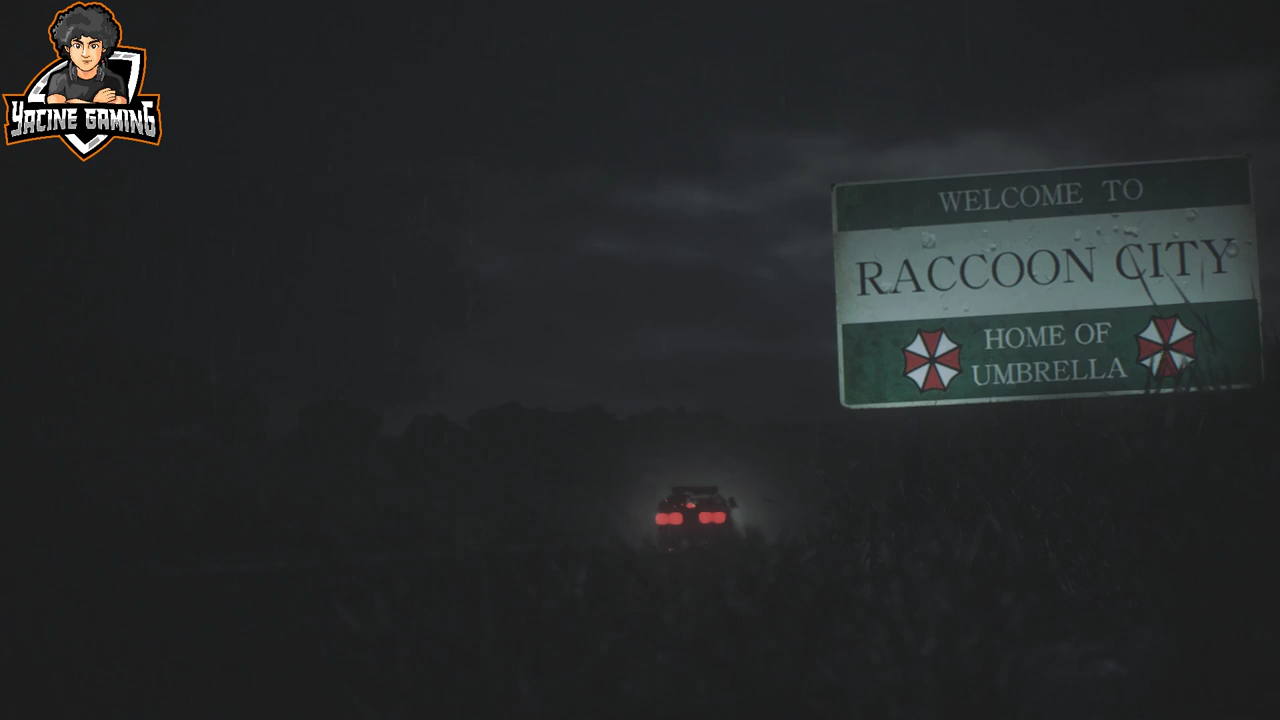 YACINE GAMING
WELCOME TO
RACCOON CITY
HOME OF
UMBRELLA